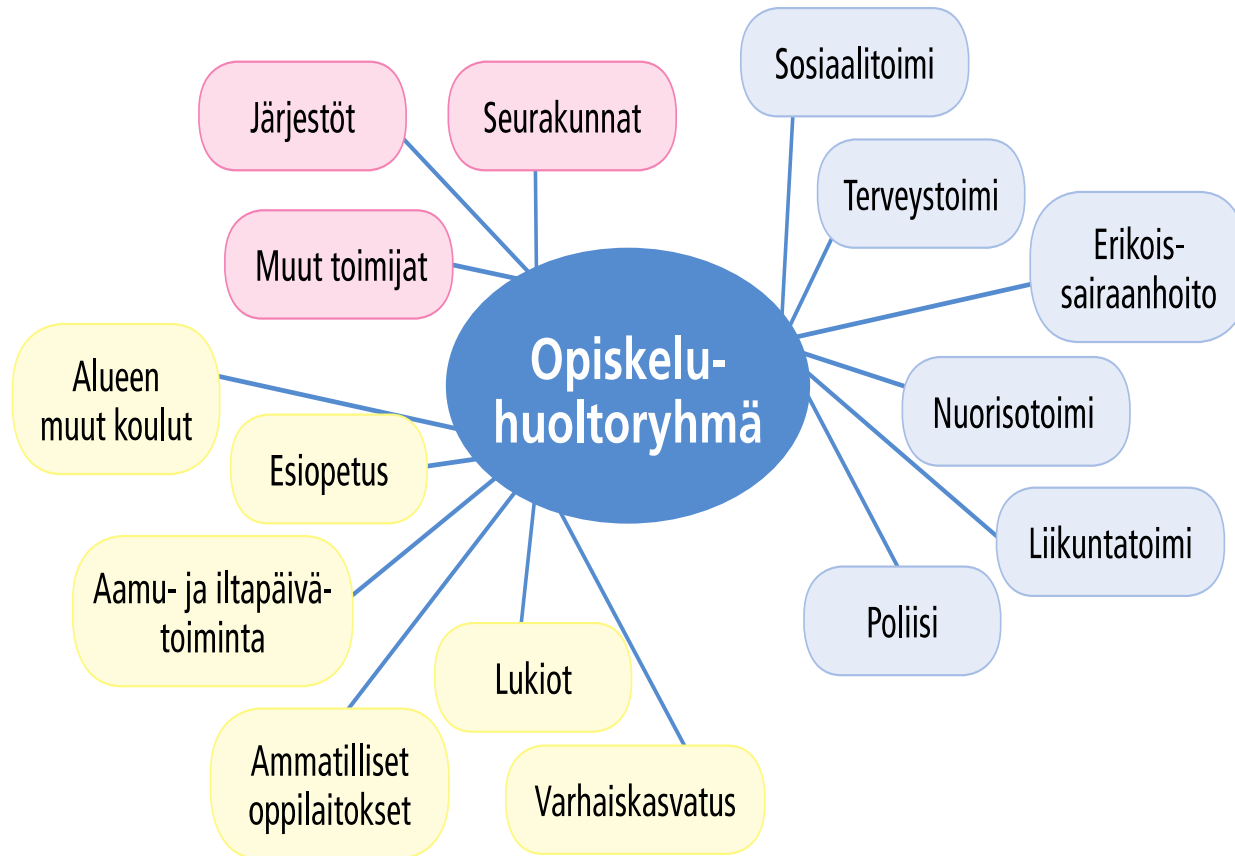 Sosiaalitoimi
Järjestöt
Seurakunnat
Terveystoimi
Muut toimijat
Erikois-
sairaanhoito
Opiskelu-
huoltoryhmä
Alueen
muut koulut
Nuorisotoimi
Esiopetus
Liikuntatoimi
Aamu- ja iltapäivä-
toiminta
Poliisi
Lukiot
Ammatilliset
oppilaitokset
Varhaiskasvatus